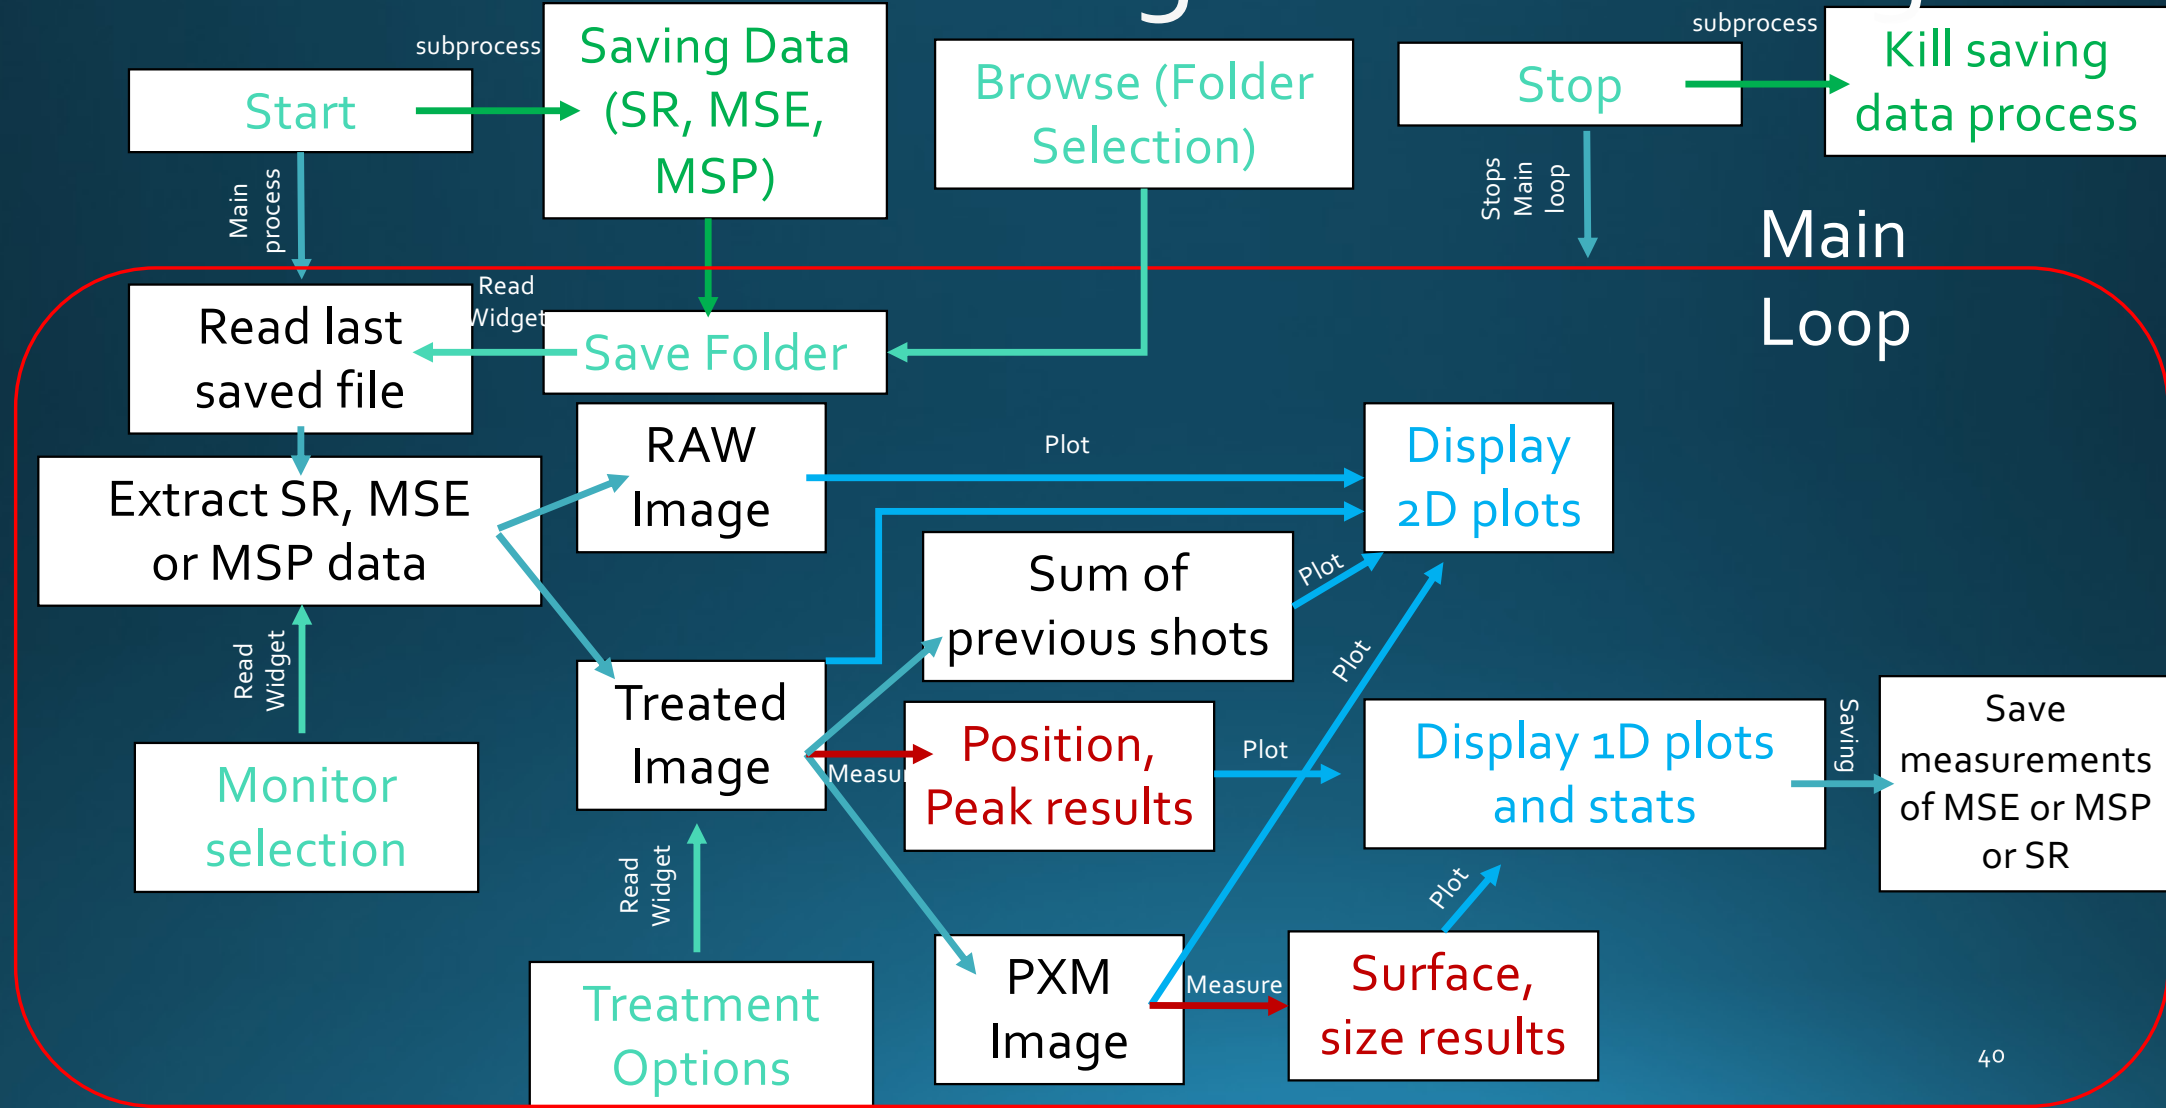 subprocess
Saving Data
(SR, MSE,
MSP)
Start
Browse (Folder
Selection)
Stop
subprocess
Kill saving
data process
Main
process
Stops
Main
loop
Main
Loop
Read last
saved file
Read
Widget
Save Folder
Extract SR, MSE
or MSP data
RAW
Image
Plot
Display
2D plots
Sum of
previous shots
Plot
Read
Widget
Monitor
selection
Treated
Image
Measu
Position,
Peak results
Plot
Plot
Display 1D plots
and stats
Saving
Save
measurements
of MSE or MSP
or SR
Read
Widget
Treatment
Options
PXM
Image
Measure
Surface,
size results
Plot
40